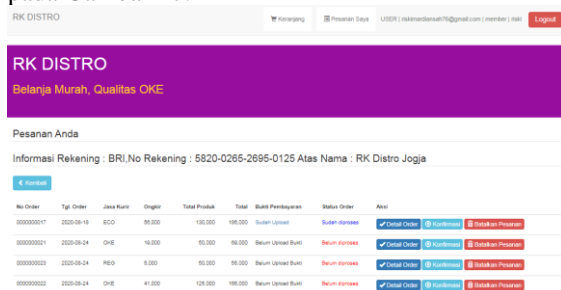 RK DISTRO Keranjang Pesanan Saya USER | riskimardiansah76@gmail.com | member | riski Logout
RK DISTRO
Belanja Murah, Qualitas OKE
Pesanan Anda
Informasi Rekening : BRI,No Rekening : 5820-0265-2695-0125 Atas Nama : RK Distro Jogja
Kembali
No Order Tgl. Order Jasa Kurir Ongkir Total Produk Total Bukti Pembayaran Status Order Aksi
0000000017 2020-08-18 ECO 55,000 130,000 185,000 Sudah Upload Sudah diproses Detail Order Konfirmasi Batalkan Pesanan
0000000021 2020-08-24 OKE 19,000 50,000 69,000 Belum Upload Bukti Belum diproses Detail Order Konfirmasi Batalkan Pesanan
0000000023 2020-08-24 REG 5,000 50,000 55,000 Belum Upload Bukti Belum diproses Detail Order Konfirmasi Batalkan Pesanan
0000000022 2020-08-24 OKE 41,000 125,000 166,000 Belum Upload Bukti Belum diproses Detail Order Konfirmasi Batalkan Pesanan